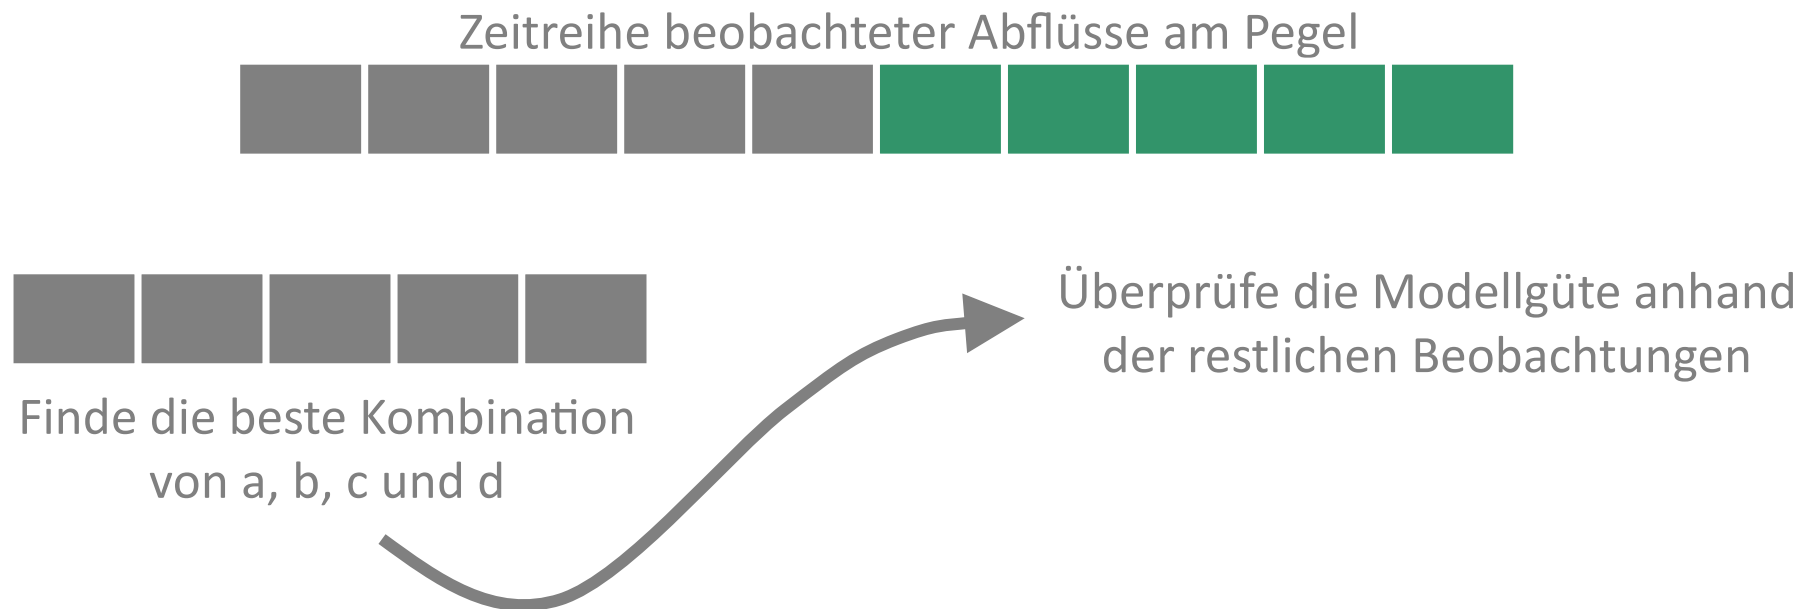 Zeitreihe beobachteter Abflüsse am Pegel
Überprüfe die Modellgüte anhand
der restlichen Beobachtungen
Finde die beste Kombination
von a, b, c und d